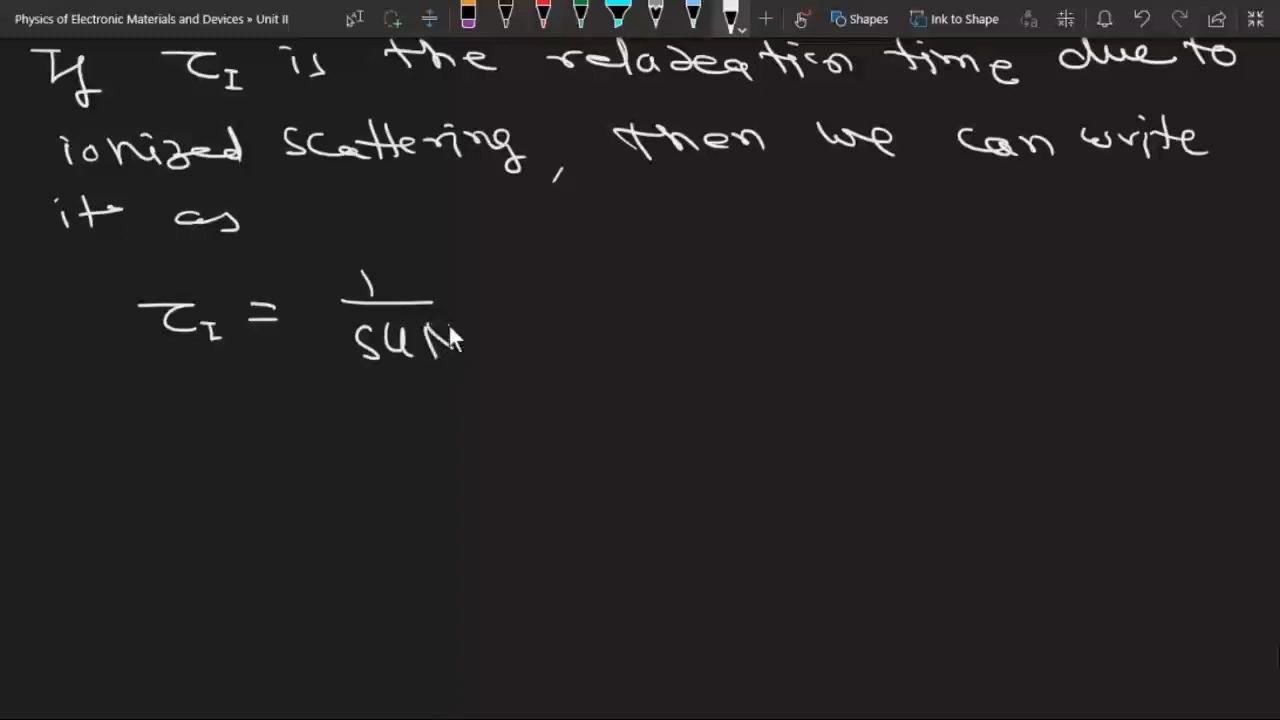 Physics of Electronic Materials and Devices » Unit II
Shapes
Ink to Shape
If τI is the relaxation time due to
ionized scattering, then we can write
it as
τI = 1
SUN